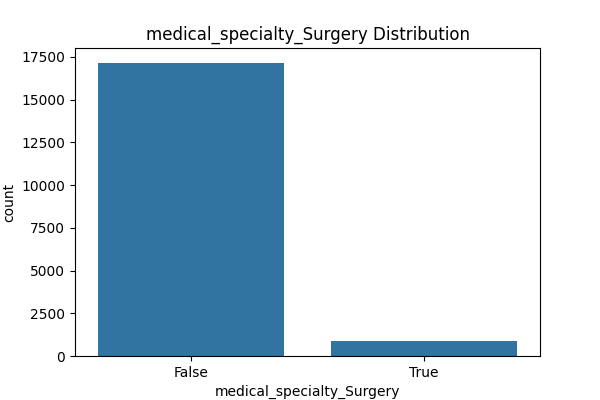 medical_specialty_Surgery Distribution
17500
15000
12500
10000
7500
5000
2500
0
count
False True
medical_specialty_Surgery